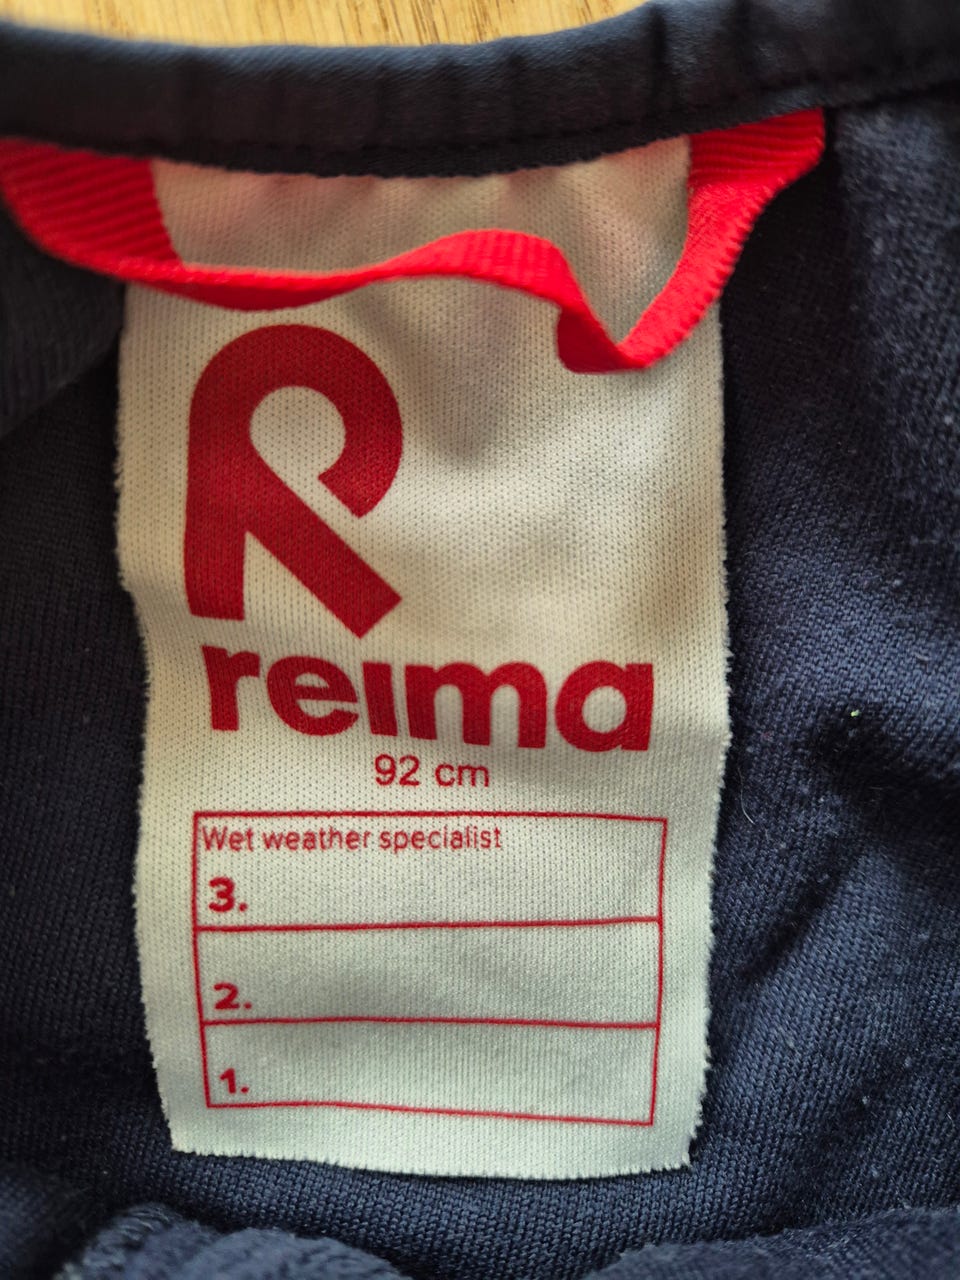 reima
92 cm
Wet weather specialist
3.
2.
1.